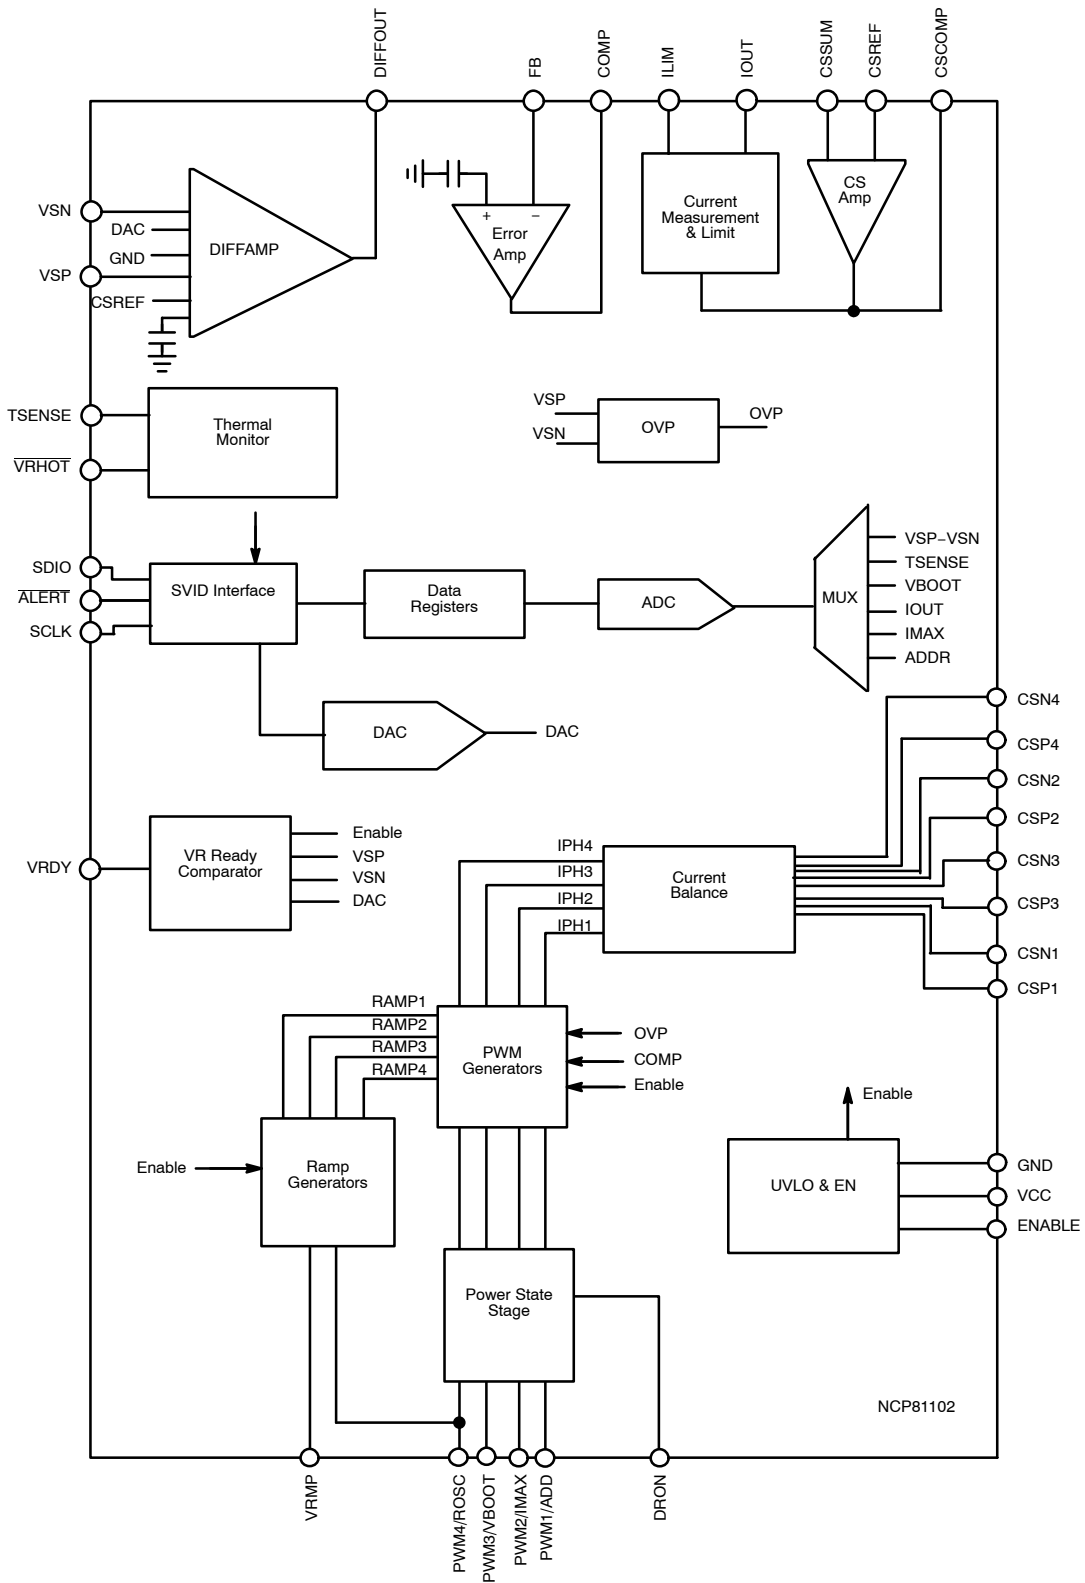 DIFFOUT
FB
COMP
ILIM
IOUT
CSSUM
CSREF
CSCOMP
VSN
DAC
GND
VSP
CSREF
DIFFAMP
+
−
Error
Amp
Current
Measurement
& Limit
CS
Amp
TSENSE
VRHOT
Thermal
Monitor
VSP
VSN
OVP
OVP
SDIO
ALERT
SCLK
SVID Interface
Data
Registers
ADC
MUX
VSP−VSN
TSENSE
VBOOT
IOUT
IMAX
ADDR
DAC
DAC
CSN4
CSP4
CSN2
CSP2
CSN3
CSP3
CSN1
CSP1
VRDY
VR Ready
Comparator
Enable
VSP
VSN
DAC
IPH4
IPH3
IPH2
IPH1
Current
Balance
RAMP1
RAMP2
RAMP3
RAMP4
PWM
Generators
OVP
COMP
Enable
Enable
Ramp
Generators
Enable
UVLO & EN
GND
VCC
ENABLE
Power State
Stage
NCP81102
VRMP
PWM4/ROSC
PWM3/VBOOT
PWM2/IMAX
PWM1/ADD
DRON